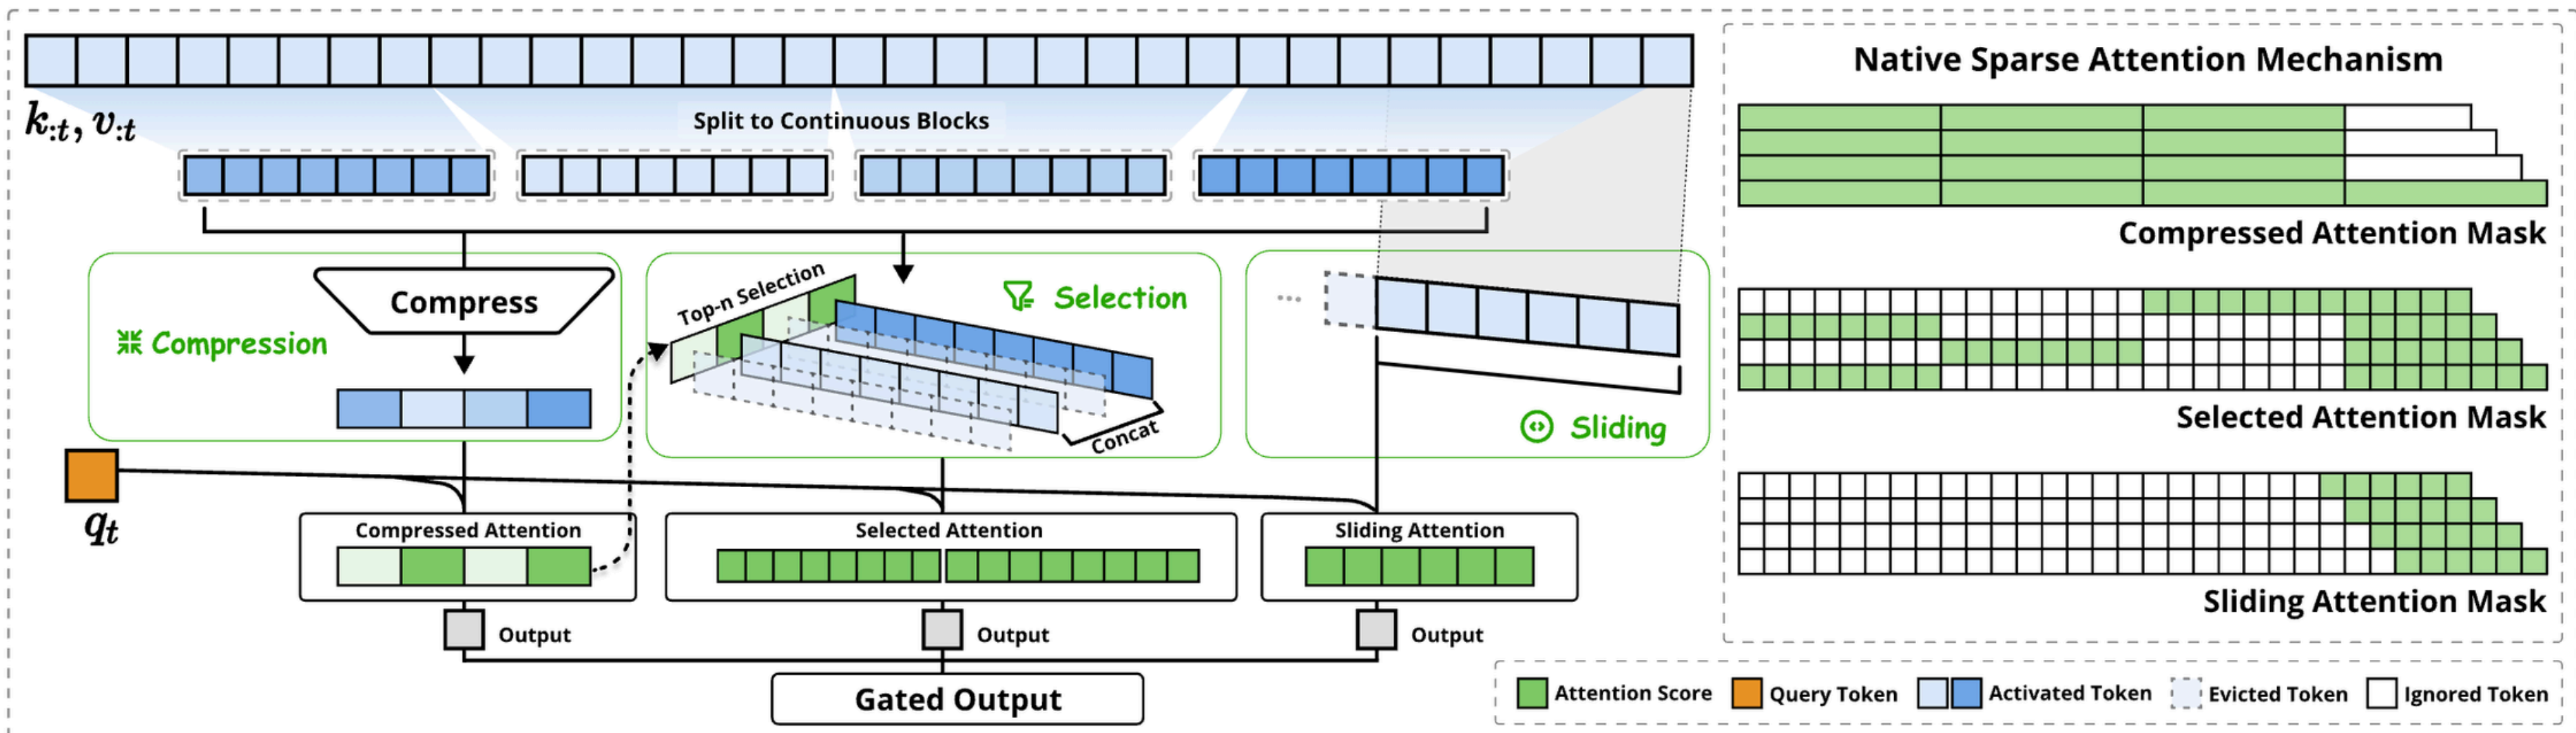 k:t, v:t
Split to Continuous Blocks
Compress
Compression
Top-n Selection
Selection
Concat
...
Sliding
qt
Compressed Attention
Selected Attention
Sliding Attention
Output
Output
Output
Gated Output
Native Sparse Attention Mechanism
Compressed Attention Mask
Selected Attention Mask
Sliding Attention Mask
Attention Score
Query Token
Activated Token
Evicted Token
Ignored Token